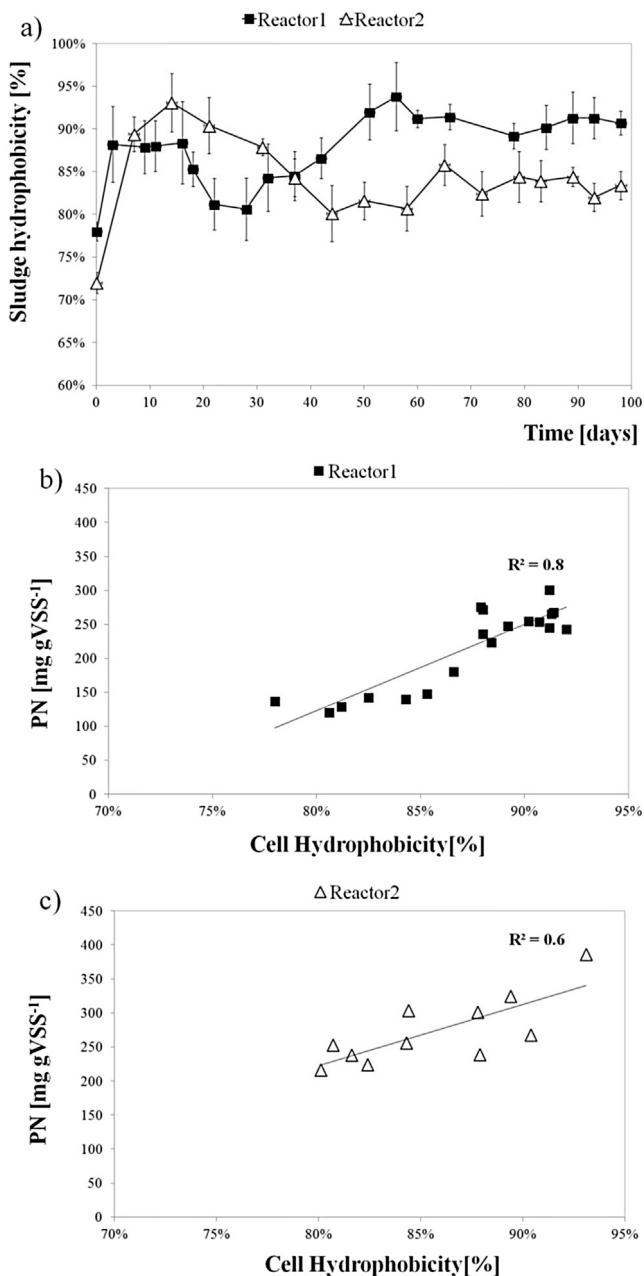 a)
Reactor1 Reactor2
Sludge hydrophobicity [%]
100%
95%
90%
85%
80%
75%
70%
65%
60%
0 10 20 30 40 50 60 70 80 90 100
Time [days]
b)
Reactor1
PN [mg gVSS⁻¹]
450
400
350
300
250
200
150
100
50
0
R² = 0.8
70% 75% 80% 85% 90% 95%
Cell Hydrophobicity[%]
c)
Reactor2
PN [mg gVSS⁻¹]
450
400
350
300
250
200
150
100
50
0
R² = 0.6
70% 75% 80% 85% 90% 95%
Cell Hydrophobicity[%]